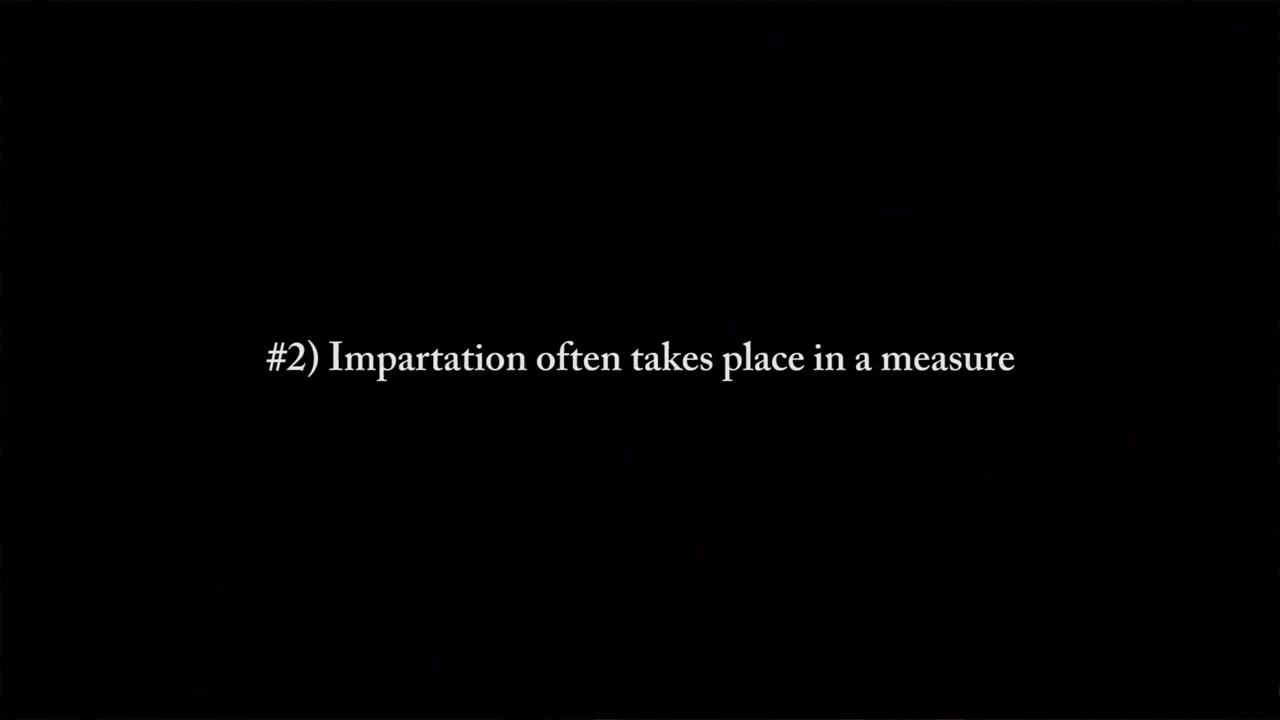 #2) Impartation often takes place in a measure